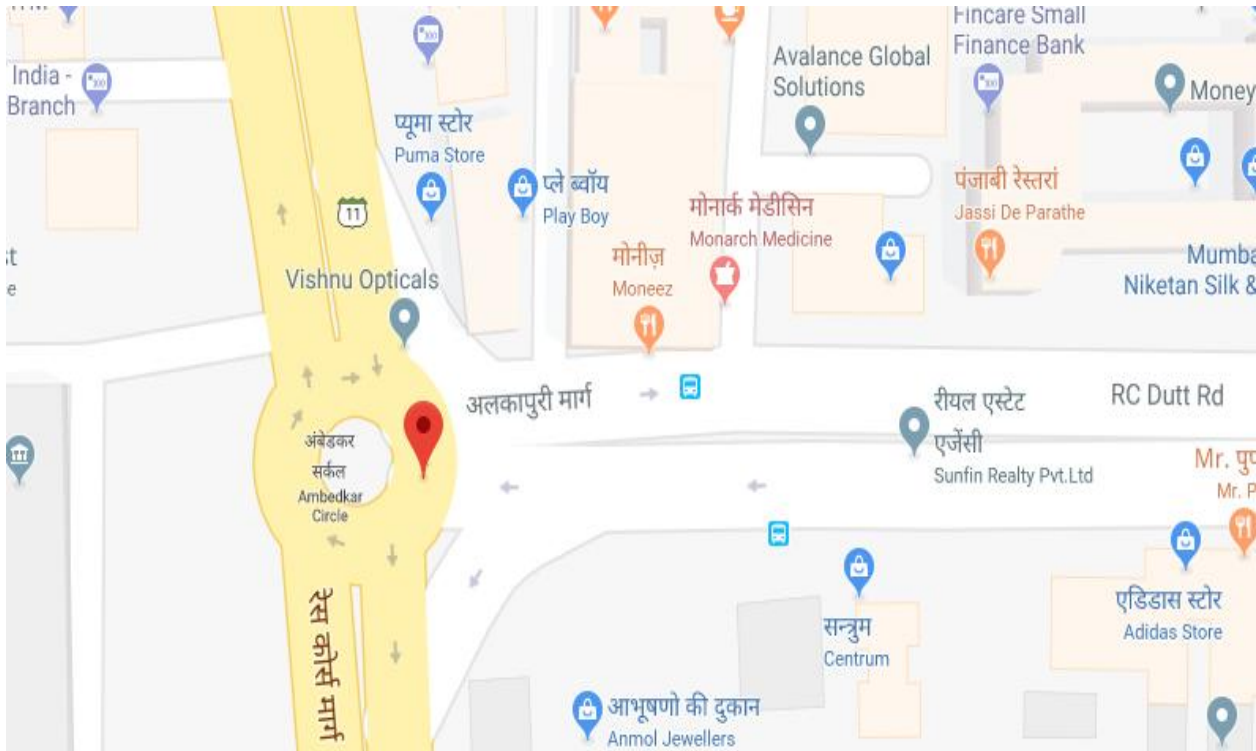 India -
Branch
11
प्यूमा स्टोर
Puma Store
प्ले ब्वॉय
Play Boy
Avalance Global
Solutions
Fincare Small
Finance Bank
Money
पंजाबी रेस्तरां
Jassi De Parathe
मोनार्क मेडीसिन
Monarch Medicine
मोनीज़
Moneez
Vishnu Opticals
Niketan Silk &
अलकापुरी मार्ग
RC Dutt Rd
रीयल एस्टेट
एजेंसी
Sunfin Realty Pvt.Ltd
अंबेडकर
सर्कल
Ambedkar
Circle
Mr.
Mr.
रेस कोर्स मार्ग
सन्त्रुम
Centrum
एडिडास स्टोर
Adidas Store
आभूषणो की दुकान
Anmol Jewellers